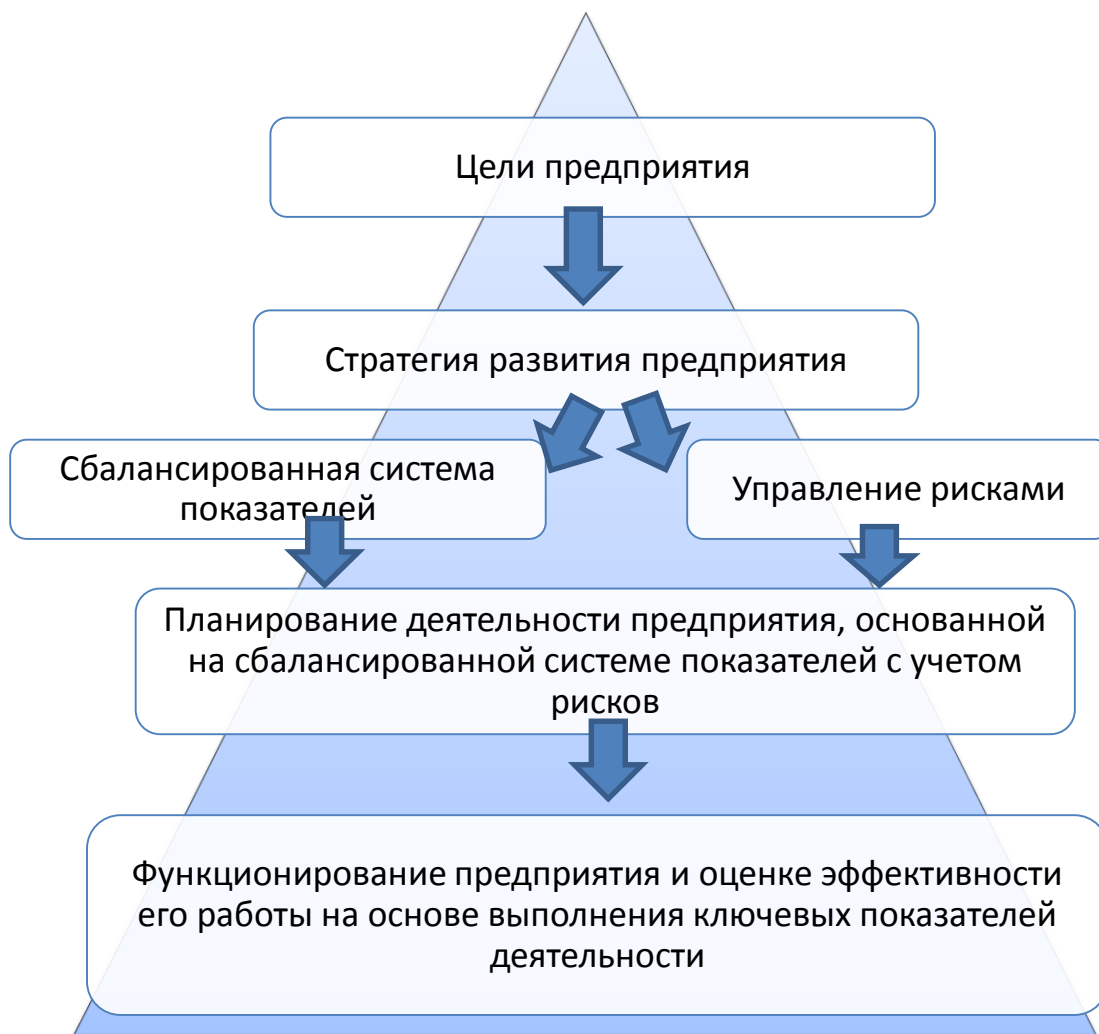 Цели предприятия
Стратегия развития предприятия
Сбалансированная система
показателей
Управление рисками
Планирование деятельности предприятия, основанной
на сбалансированной системе показателей с учетом
рисков
Функционирование предприятия и оценке эффективности
его работы на основе выполнения ключевых показателей
деятельности